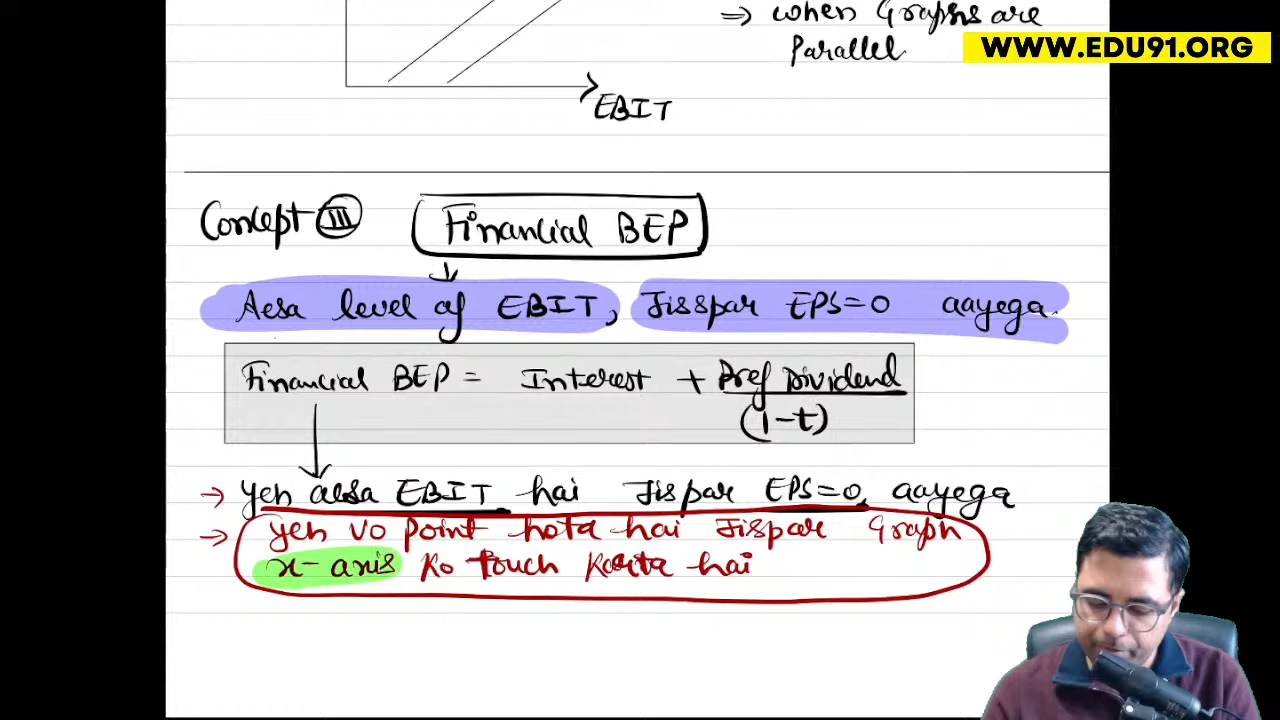 ⇒ when Graphs are
Parallel.
WWW.EDU91.ORG
EBIT
Concept III Financial BEP
Aesa level of EBIT, Jisspar EPS=0 aayega.
Financial BEP = Interest + Pref Dividend
(1-t)
→ Yeh aesa EBIT hai Jispar EPS=0 aayega
→ Yeh vo point hota hai Jispar Graph
x-axis Ko touch Karta hai